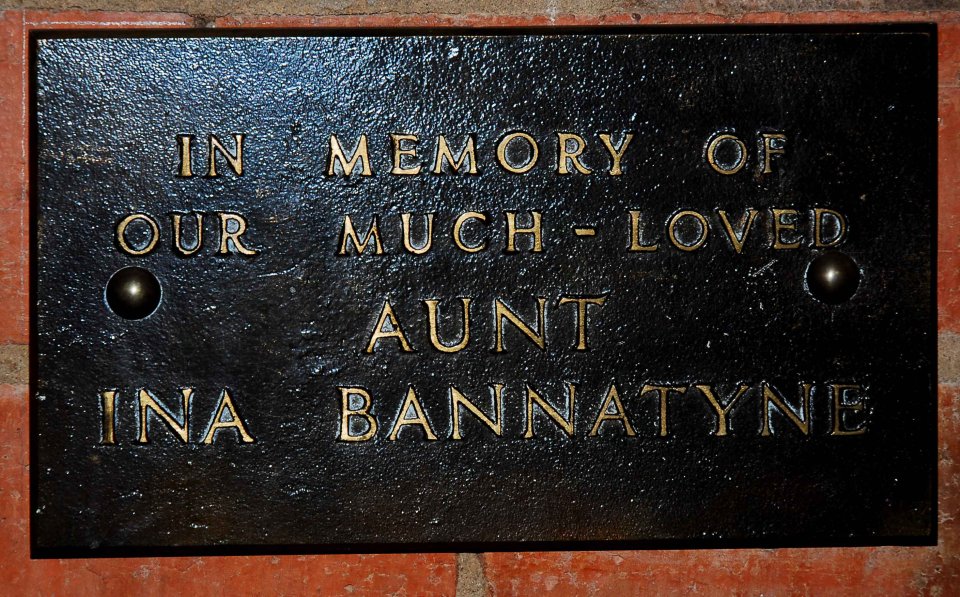 IN MEMORY OF
OUR MUCH-LOVED
AUNT
INA BANNATYNE